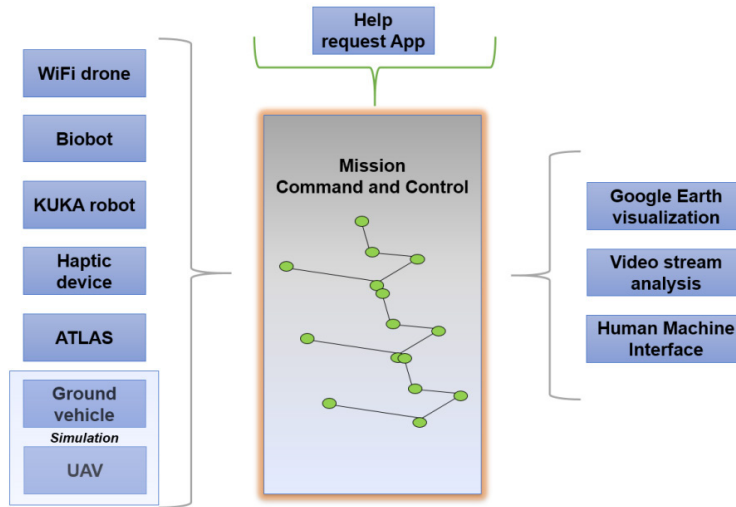 Help
request App
WiFi drone
Biobot
KUKA robot
Haptic
device
ATLAS
Ground
vehicle
Simulation
UAV
Mission
Command and Control
Google Earth
visualization
Video stream
analysis
Human Machine
Interface